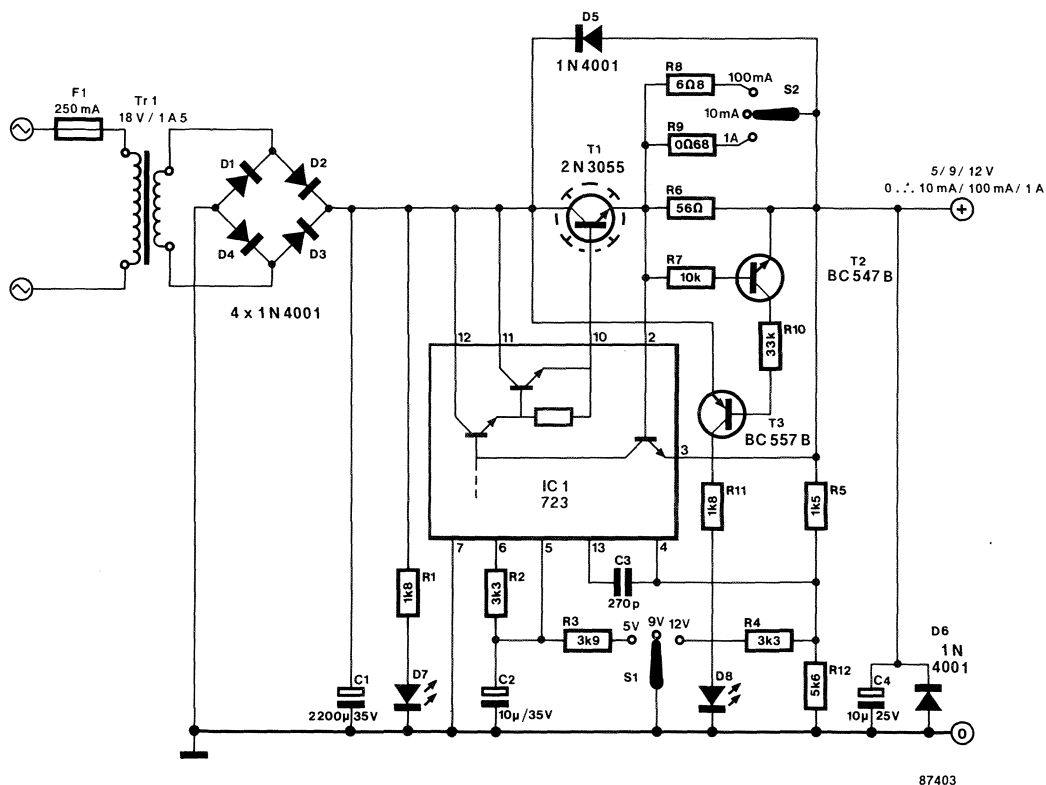 D5
1N4001
R8
6Ω8
100mA
S2
F1
250 mA
Tr 1
18V / 1A5
10mA
R9
0Ω68
1A
T1
2N3055
D1
D2
D4
D3
5/ 9/ 12 V
0 ... 10 mA/ 100 mA/ 1 A
+
R6
56Ω
R7
10k
T2
BC 547 B
4 x 1N4001
R10
33k
12
11
10
2
T3
BC 557 B
3
IC 1
723
R11
1k8
R5
1k5
7
6
5
13
4
R1
1k8
R2
3k3
C3
270p
R3
3k9
5V
9V
12V
R4
3k3
S1
D6
1N
4001
R12
5k6
C1
2200µ/35V
D7
C2
10µ/35V
D8
C4
10µ 25V
0
87403